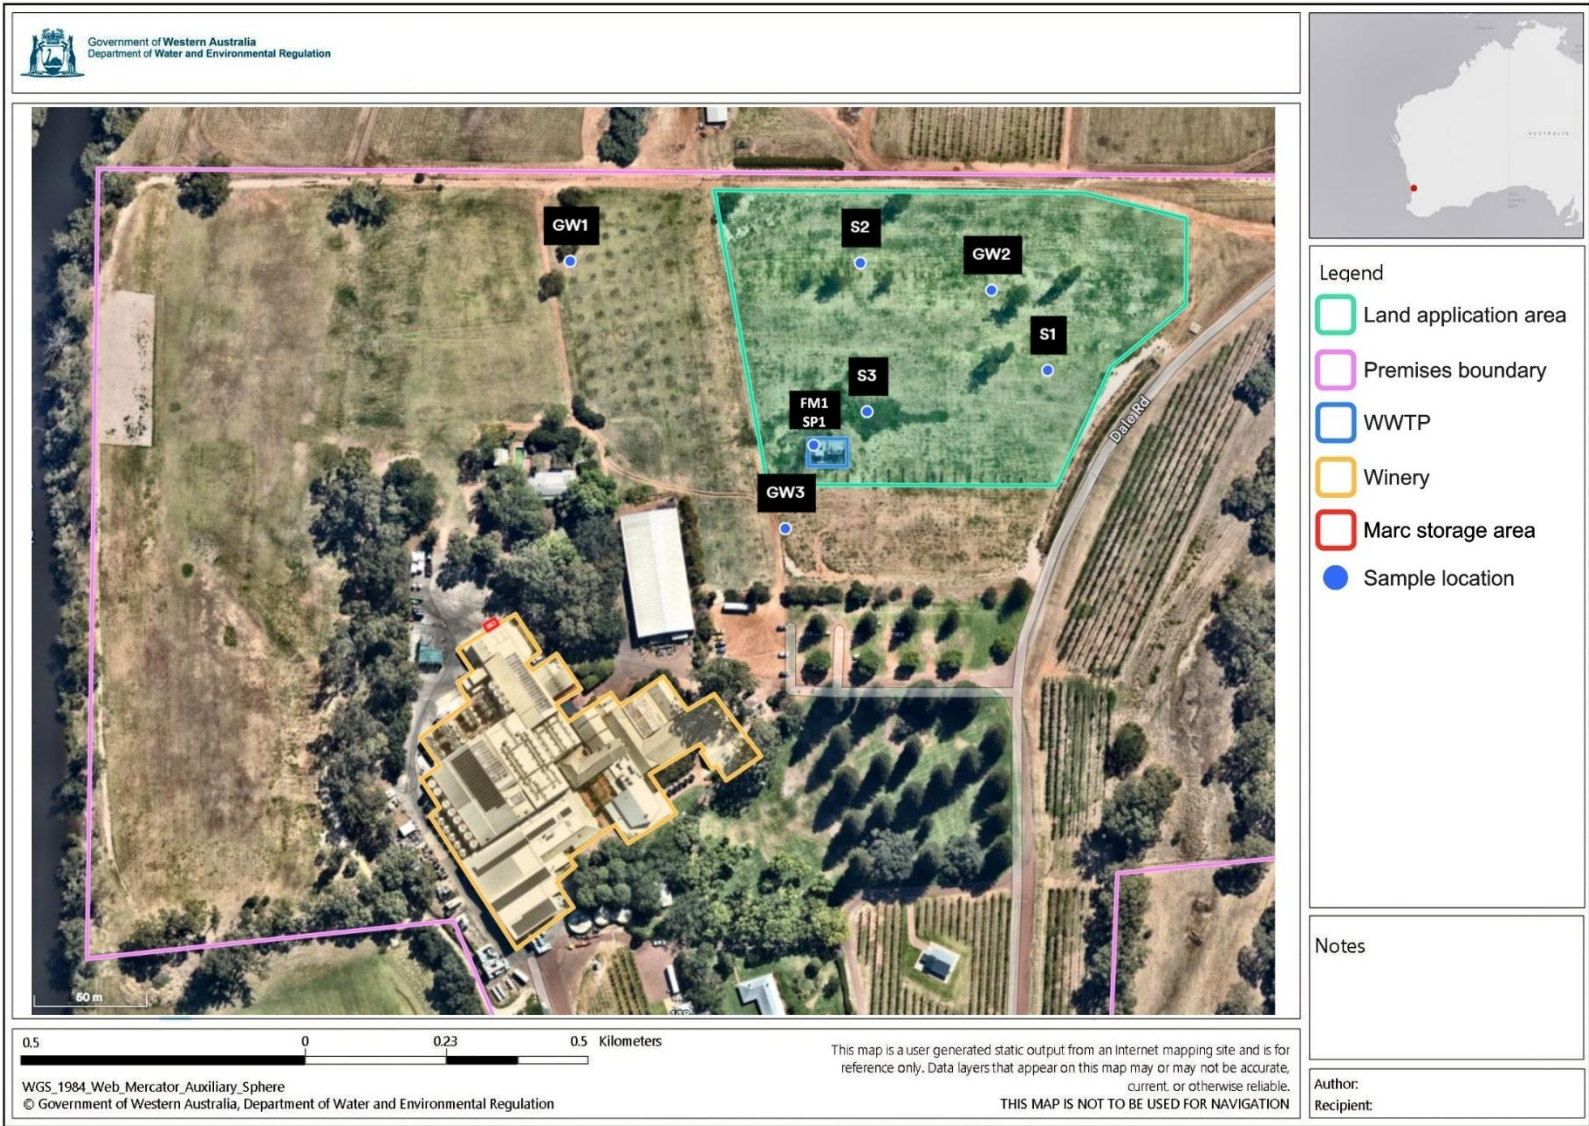 Government of Western Australia
Department of Water and Environmental Regulation
AUSTRALIA
GW1
S2
GW2
S1
S3
FM1
SP1
GW3
Dale Rd
50 m
Legend
Land application area
Premises boundary
WWTP
Winery
Marc storage area
Sample location
Notes
0.5
0
0.23
0.5
Kilometers
WGS_1984_Web_Mercator_Auxiliary_Sphere
© Government of Western Australia, Department of Water and Environmental Regulation
This map is a user generated static output from an Internet mapping site and is for
reference only. Data layers that appear on this map may or may not be accurate,
current, or otherwise reliable.
THIS MAP IS NOT TO BE USED FOR NAVIGATION
Author:
Recipient: